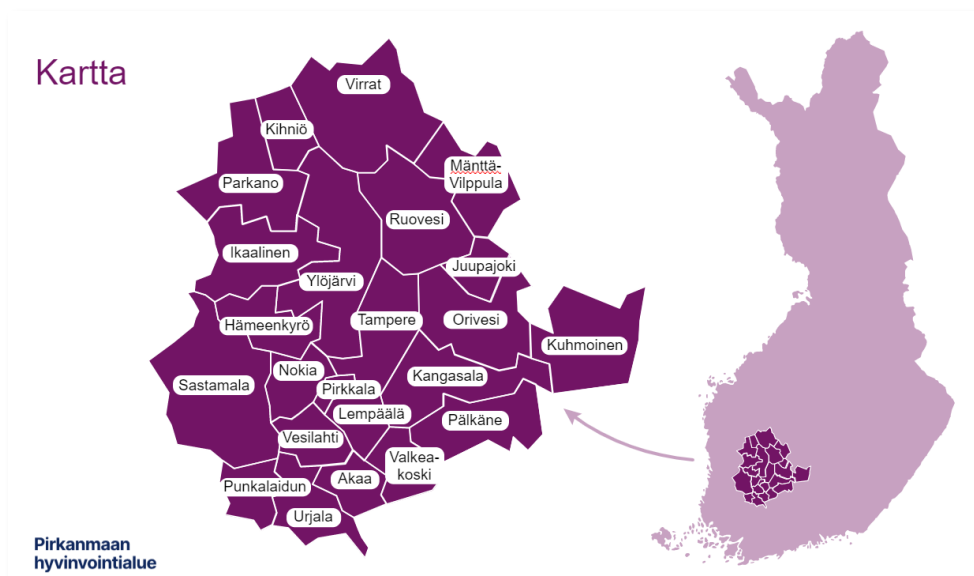 Kartta
Virrat
Kihniö
Mänttä-
Vilppula
Parkano
Ruovesi
Ikaalinen
Juupajoki
Ylöjärvi
Hämeenkyrö
Tampere
Orivesi
Kuhmoinen
Nokia
Kangasala
Sastamala
Pirkkala
Lempäälä
Pälkäne
Vesilahti
Valkea-
koski
Akaa
Punkalaidun
Urjala
Pirkanmaan
hyvinvointialue